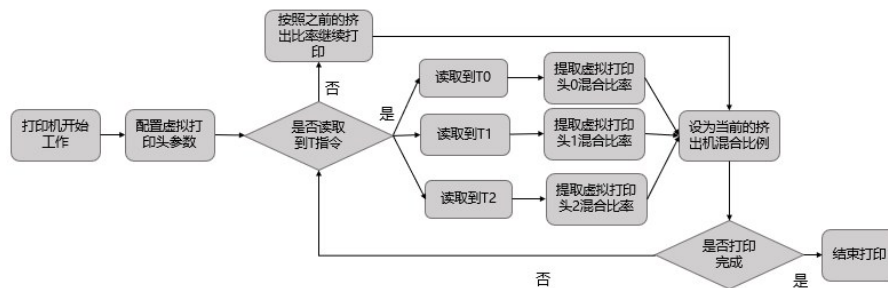 按照之前的挤
出比率继续打
印
否
打印机开始
工作
配置虚拟打
印头参数
是否读取
到T指令
是
读取到T0
提取虚拟打印
头0混合比率
读取到T1
提取虚拟打印
头1混合比率
读取到T2
提取虚拟打印
头2混合比率
设为当前的挤
出机混合比例
是否打印
完成
否
是
结束打印